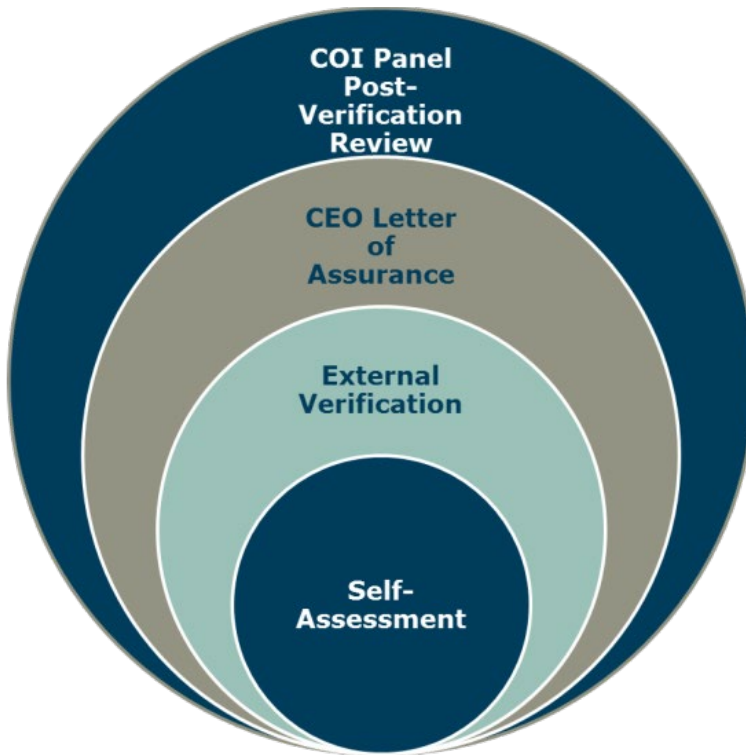 COI Panel
Post-
Verification
Review
CEO Letter
of
Assurance
External
Verification
Self-
Assessment